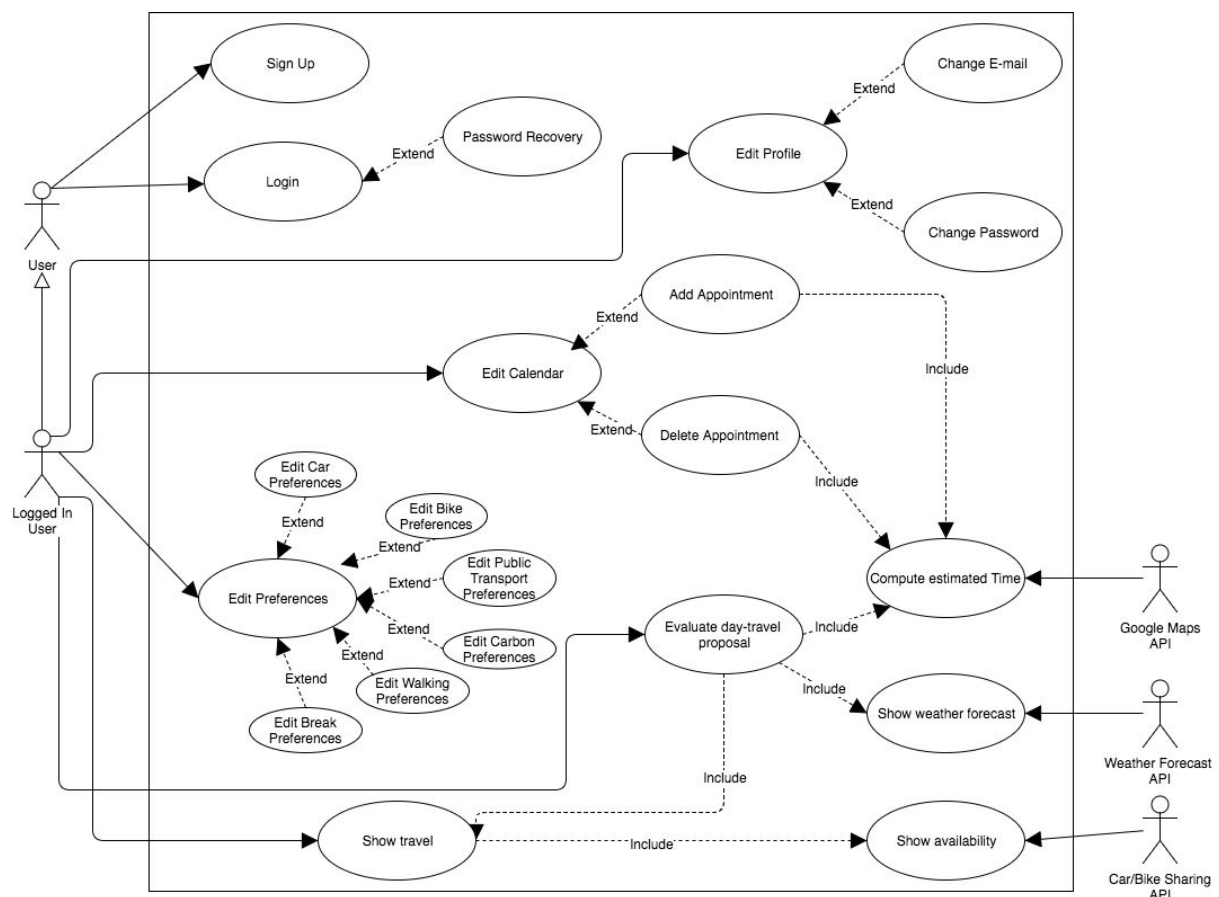 Sign Up
Change E-mail
Extend
Password Recovery
Extend
Edit Profile
Login
Extend
Change Password
User
Add Appointment
Extend
Edit Calendar
Include
Extend
Delete Appointment
Edit Car
Preferences
Include
Logged In
User
Extend
Edit Bike
Preferences
Extend
Edit Public
Transport
Preferences
Extend
Compute estimated Time
Edit Preferences
Google Maps
API
Extend
Evaluate day-travel
proposal
Include
Edit Carbon
Preferences
Extend
Extend
Edit Walking
Preferences
Include
Show weather forecast
Edit Break
Preferences
Weather Forecast
API
Include
Show travel
Include
Show availability
Car/Bike Sharing
API